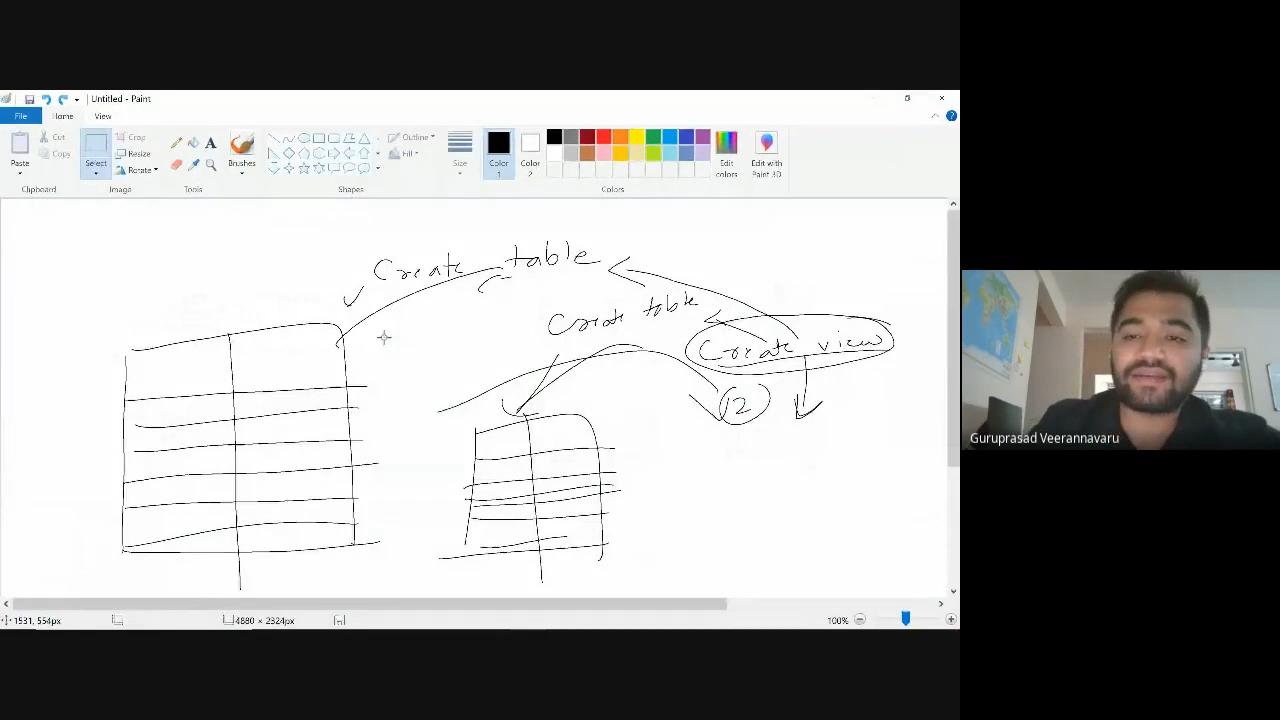 Untitled - Paint
File Home View
Cut
Copy
Paste
Crop
Resize
Rotate
Select
Brushes
Outline
Fill
Size
Color 1
Color 2
Edit colors
Edit with Paint 3D
Clipboard
Image
Tools
Shapes
Colors
Create table
Create table
Create view
12
Guruprasad Veerannavaru
1531, 554px
4880 × 2324px
100%